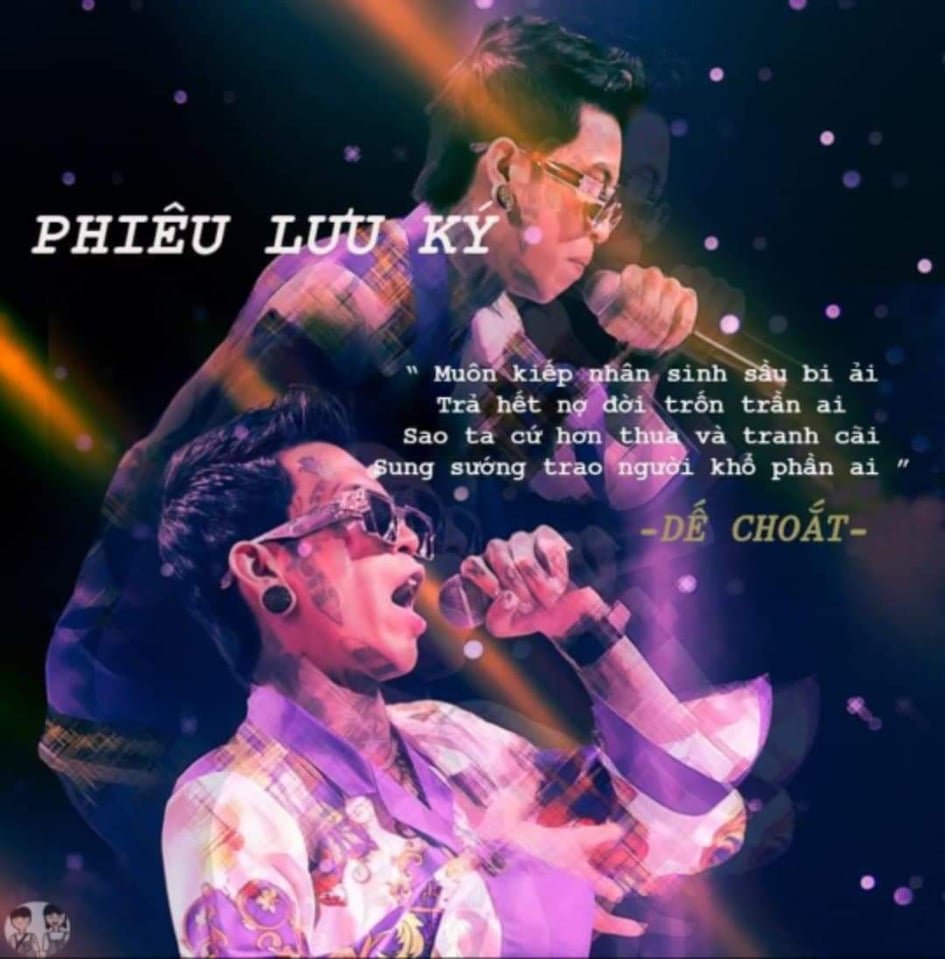 PHIÊU LƯU KÝ
“ Muôn kiếp nhân sinh sầu bi ải
Trả hết nợ dời trốn trần ai
Sao ta cứ hơn thua và tranh cãi
Sung sướng trao người khổ phần ai ”
-DẾ CHOẮT-